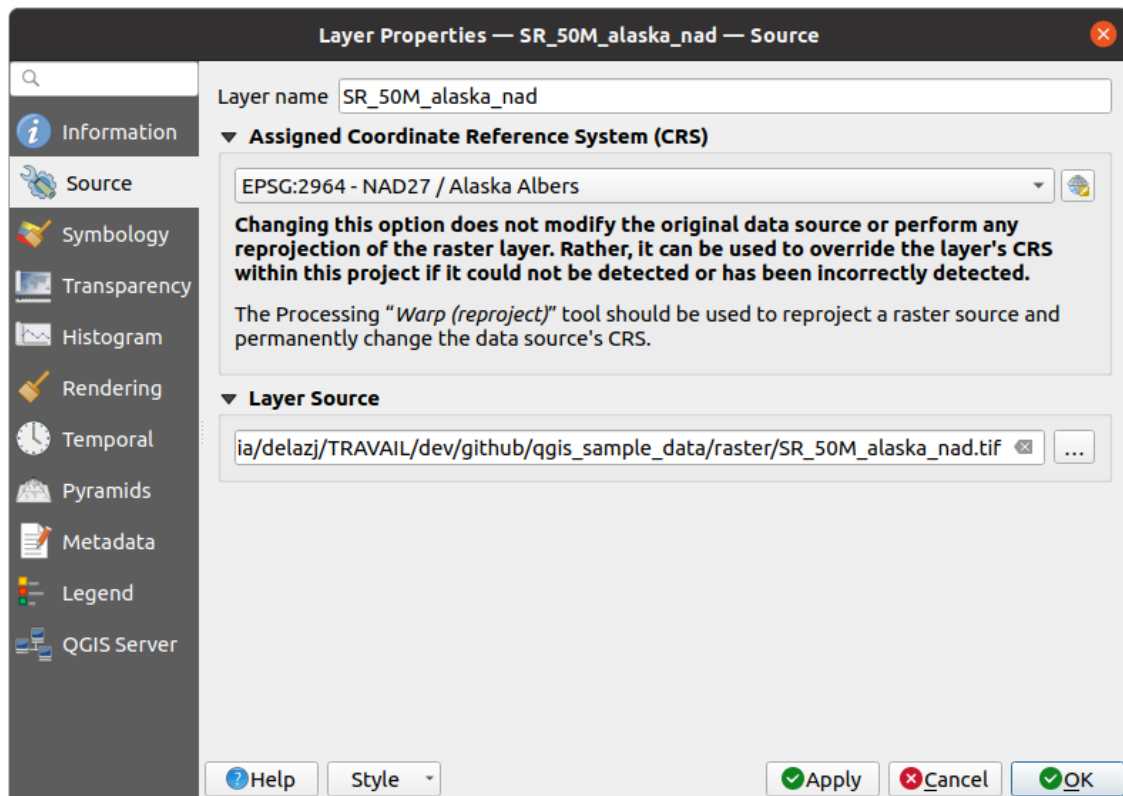 Layer Properties — SR_50M_alaska_nad — Source
Information
Source
Symbology
Transparency
Histogram
Rendering
Temporal
Pyramids
Metadata
Legend
QGIS Server
Layer name SR_50M_alaska_nad
Assigned Coordinate Reference System (CRS)
EPSG:2964 - NAD27 / Alaska Albers
Changing this option does not modify the original data source or perform any
reprojection of the raster layer. Rather, it can be used to override the layer's CRS
within this project if it could not be detected or has been incorrectly detected.
The Processing “Warp (reproject)” tool should be used to reproject a raster source and
permanently change the data source's CRS.
Layer Source
ia/delazj/TRAVAIL/dev/github/qgis_sample_data/raster/SR_50M_alaska_nad.tif
...
Help Style Apply Cancel OK